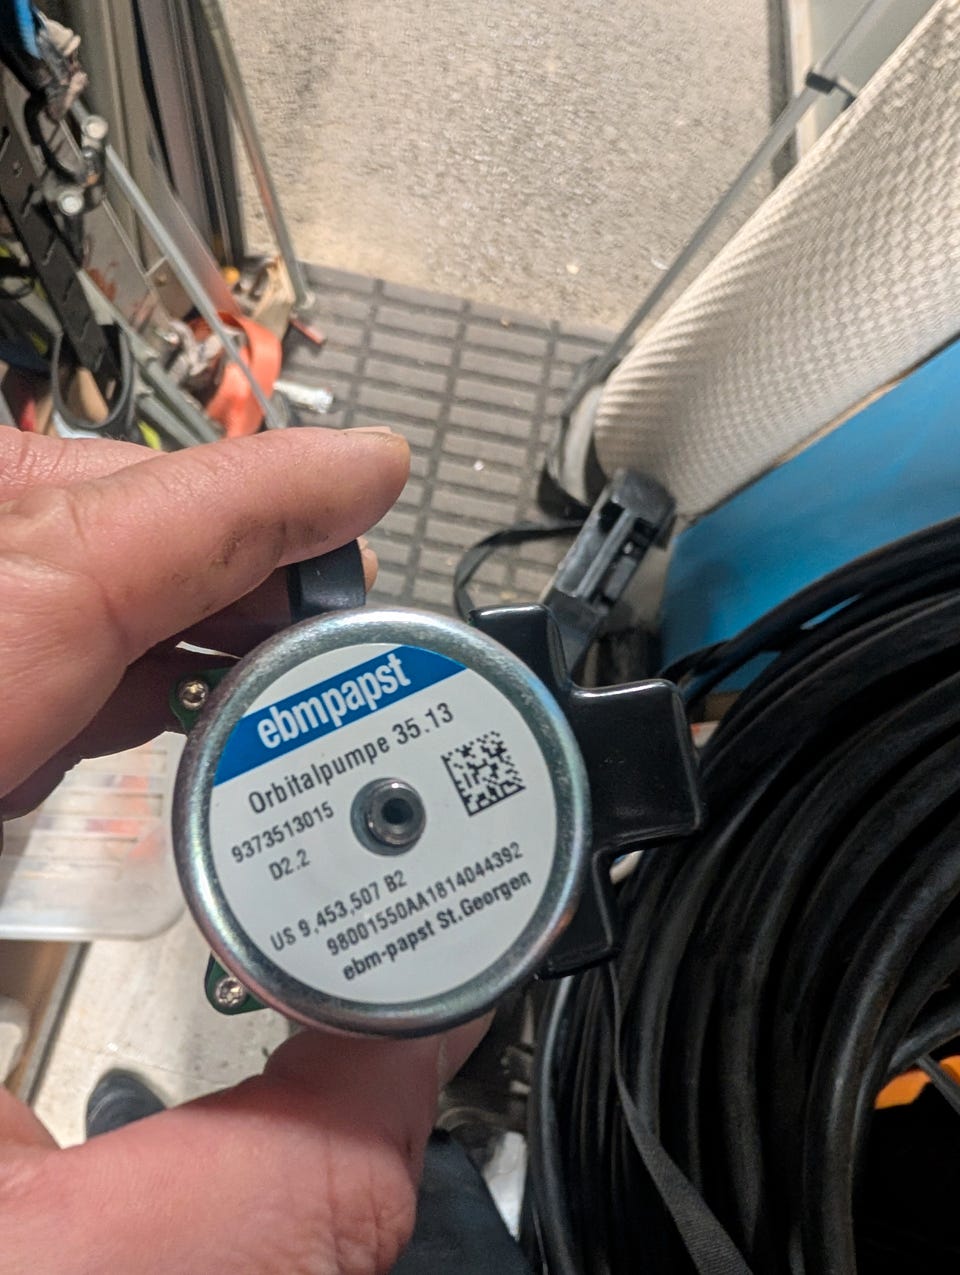 ebmpapst
Orbitalpumpe 35.13
9373513015
D2.2
US 9,453,507 B2
98001550AA1814044392
ebm-papst St.Georgen